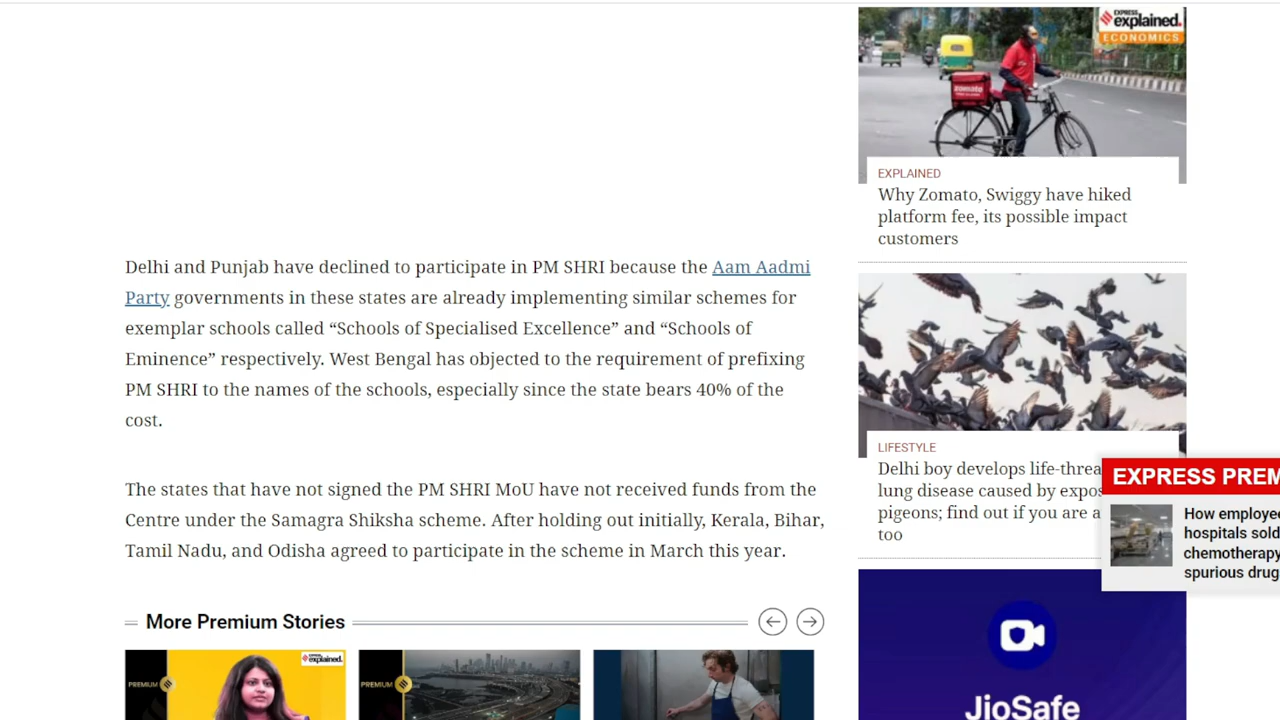 Delhi and Punjab have declined to participate in PM SHRI because the Aam Aadmi
Party governments in these states are already implementing similar schemes for
exemplar schools called “Schools of Specialised Excellence” and “Schools of
Eminence” respectively. West Bengal has objected to the requirement of prefixing
PM SHRI to the names of the schools, especially since the state bears 40% of the
cost.
The states that have not signed the PM SHRI MoU have not received funds from the
Centre under the Samagra Shiksha scheme. After holding out initially, Kerala, Bihar,
Tamil Nadu, and Odisha agreed to participate in the scheme in March this year.
More Premium Stories
PREMIUM
explained.
PREMIUM
EXPRESS
explained.
ECONOMICS
zomato
EXPLAINED
Why Zomato, Swiggy have hiked
platform fee, its possible impact
customers
LIFESTYLE
Delhi boy develops life-threa
lung disease caused by expos
pigeons; find out if you are a
too
EXPRESS PREM
How employee
hospitals sold
chemotherapy
spurious drug
JioSafe